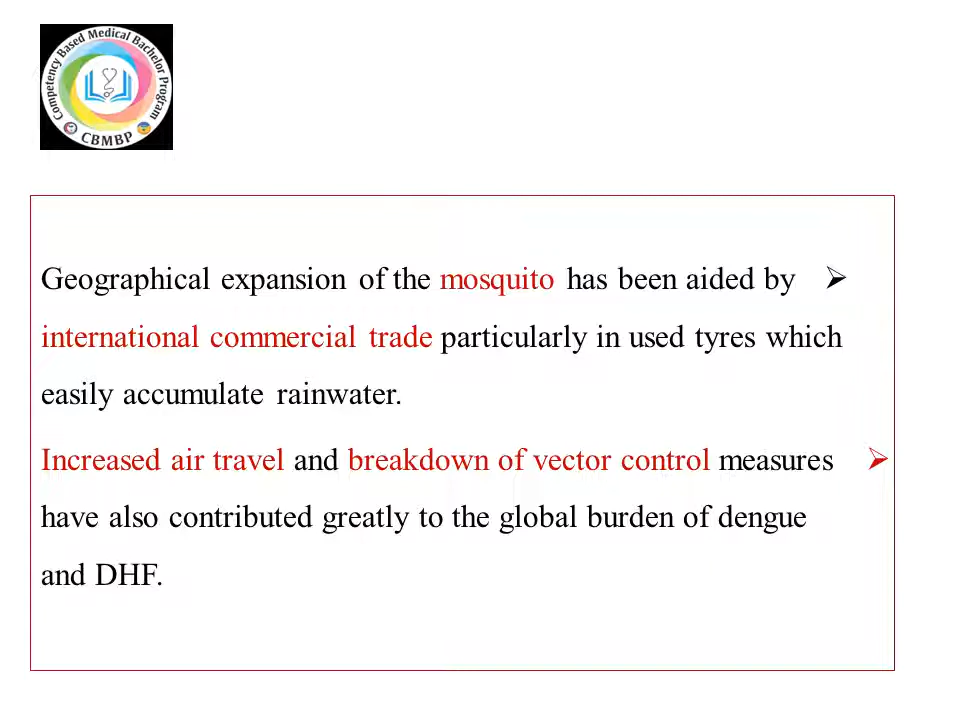 Competency Based Medical Bachelor Program
CBMBP
Geographical expansion of the mosquito has been aided by ➢
international commercial trade particularly in used tyres which
easily accumulate rainwater.
Increased air travel and breakdown of vector control measures ➢
have also contributed greatly to the global burden of dengue
and DHF.